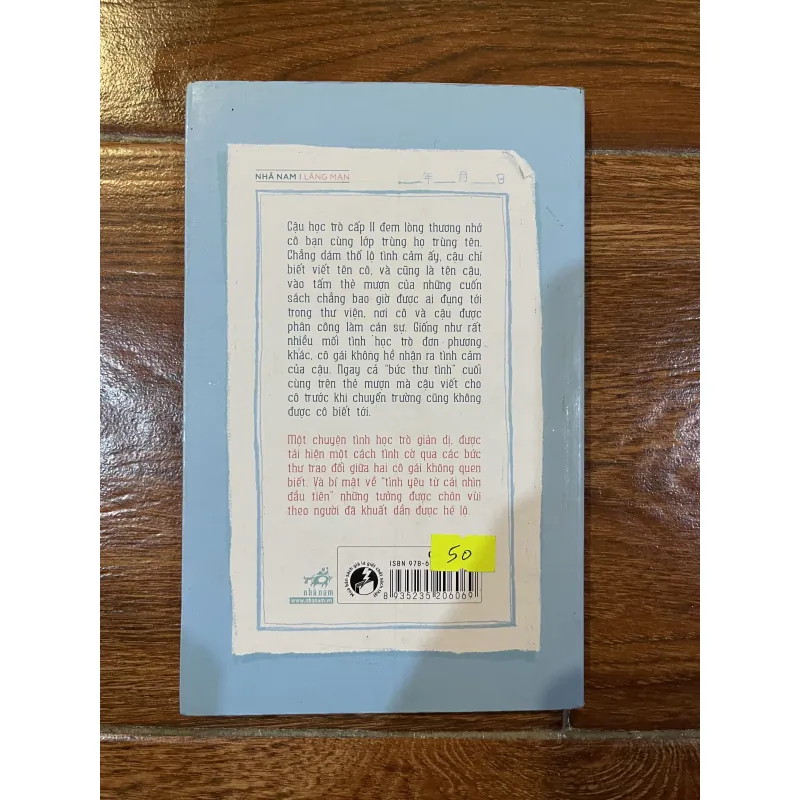 NHÃ NAM | LÃNG MẠN
年 月 日
Cậu học trò cấp II đem lòng thương nhớ
cô bạn cùng lớp trùng họ trùng tên.
Chẳng dám thổ lộ tình cảm ấy, cậu chỉ
biết viết tên cô, và cũng là tên cậu,
vào tấm thẻ mượn của những cuốn
sách chẳng bao giờ được ai đụng tới
trong thư viện, nơi cô và cậu được
phân công làm cán sự. Giống như rất
nhiều mối tình học trò đơn phương
khác, cô gái không hề nhận ra tình cảm
của cậu. Ngay cả "bức thư tình" cuối
cùng trên thẻ mượn mà cậu viết cho
cô trước khi chuyển trường cũng không
được cô biết tới.
Một chuyện tình học trò giản dị, được
tái hiện một cách tình cờ qua các bức
thư trao đổi giữa hai cô gái không quen
biết. Và bí mật về "tình yêu từ cái nhìn
đầu tiên" những tưởng được chôn vùi
theo người đã khuất dần được hé lộ.
50
ISBN 978-6
8 935235 206069
nhã nam
www.nhanam.vn
Mua bán sách giả là giết chết sách thật